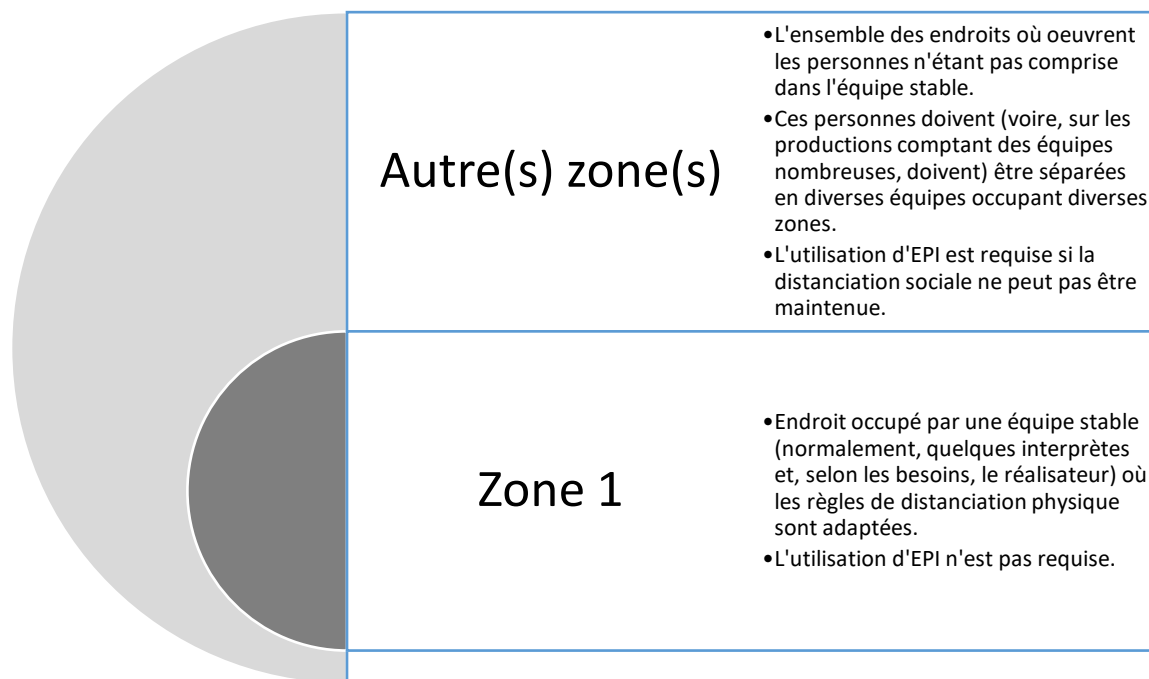 Autre(s) zone(s)
•L'ensemble des endroits où oeuvrent
les personnes n'étant pas comprise
dans l'équipe stable.
•Ces personnes doivent (voire, sur les
productions comptant des équipes
nombreuses, doivent) être séparées
en diverses équipes occupant diverses
zones.
•L'utilisation d'EPI est requise si la
distanciation sociale ne peut pas être
maintenue.
Zone 1
•Endroit occupé par une équipe stable
(normalement, quelques interprètes
et, selon les besoins, le réalisateur) où
les règles de distanciation physique
sont adaptées.
•L'utilisation d'EPI n'est pas requise.